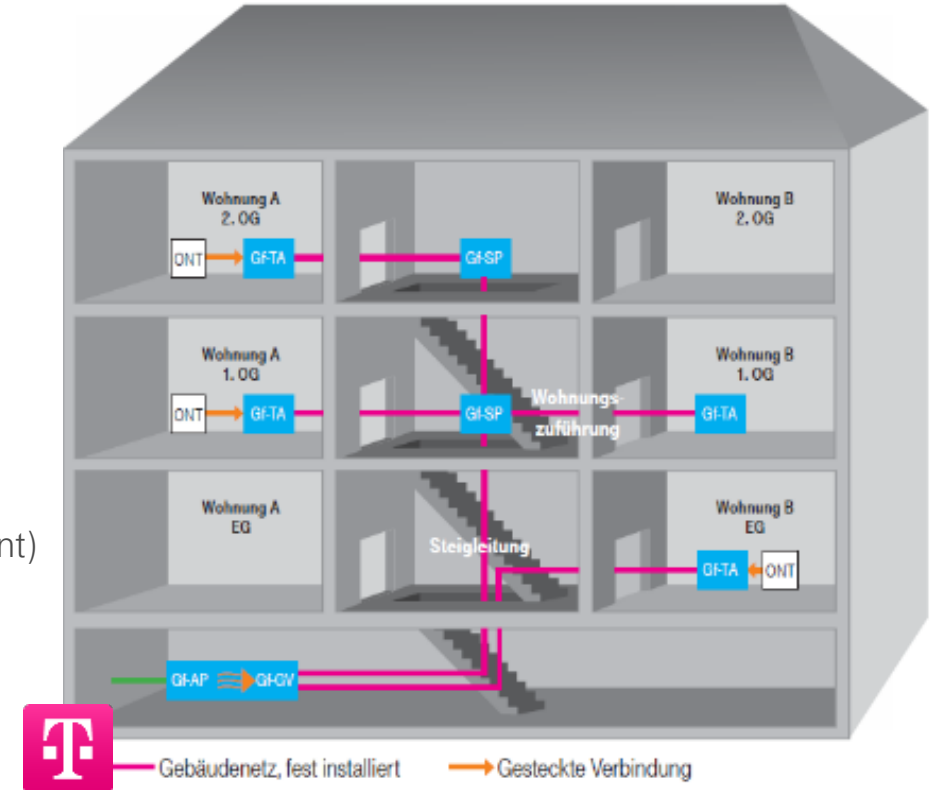 Wohnung A
2. OG
Wohnung B
2. OG
ONT
Gf-TA
Gf-SP
Wohnung A
1. OG
Wohnung B
1. OG
ONT
Gf-TA
Gf-SP
Wohnungs-
zuführung
Gf-TA
Wohnung A
EG
Wohnung B
EG
Steigleitung
Gf-TA
ONT
nt)
Gf-AP
Gf-GV
T
Gebäudenetz, fest installiert
Gesteckte Verbindung